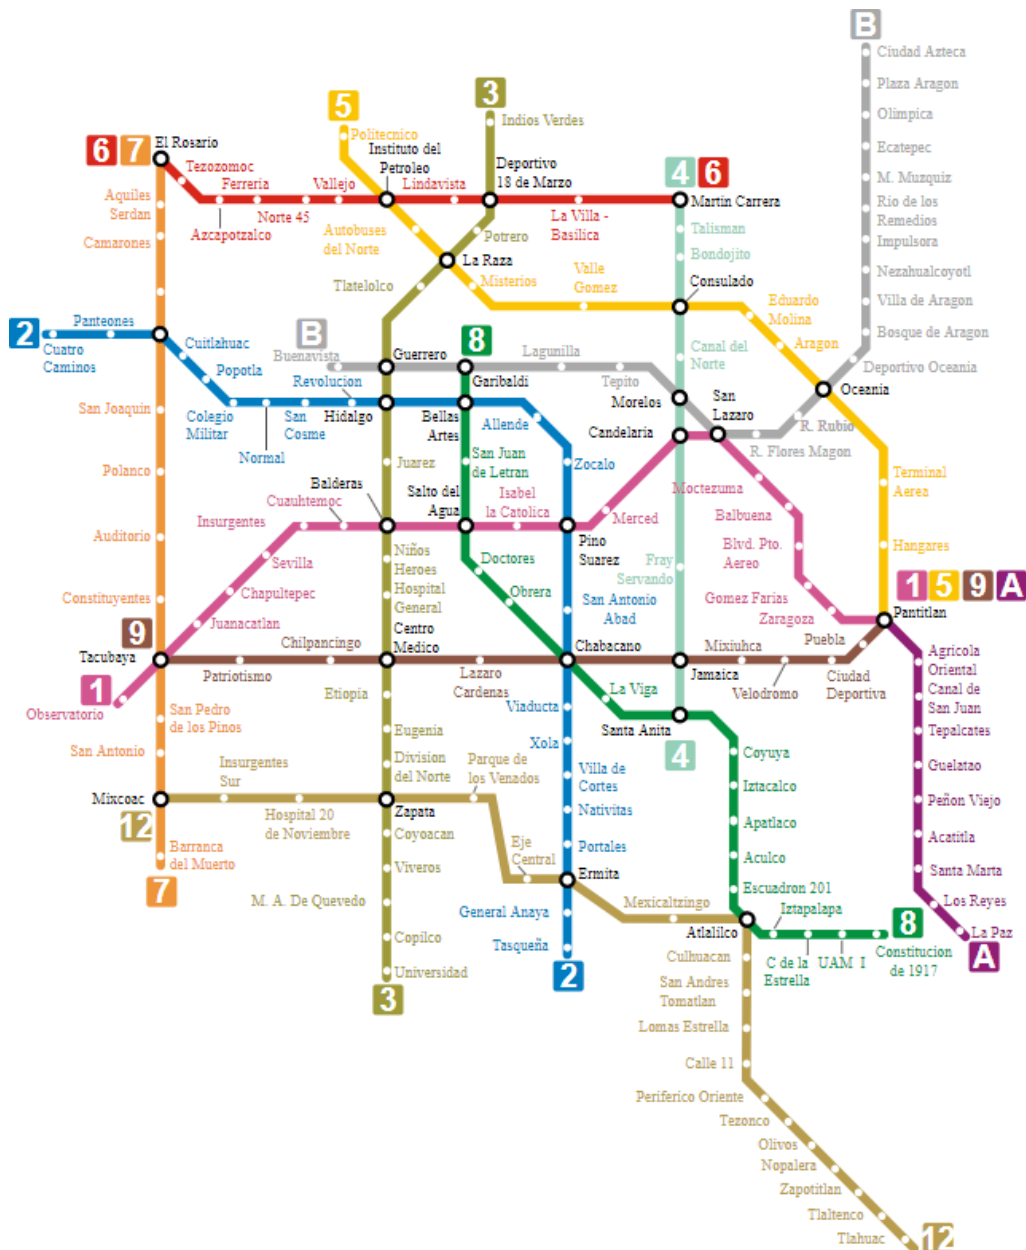 B
Ciudad Azteca
Plaza Aragon
Olímpica
Ecatepec
M. Muzquiz
Rio de los
Remedios
Impulsora
Nezahualcoyotl
Villa de Aragon
Bosque de Aragon
Deportivo Oceania
3
Indios Verdes
5
Politecnico
6 7
El Rosario
Instituto del
Petroleo
Deportivo
18 de Marzo
4 6
Martin Carrera
Tezozomoc
Ferreria
Vallejo
Lindavista
Aquiles
Serdan
Azcapotzalco
Norte 45
La Villa -
Basilica
Camarones
Autobuses
del Norte
Potrero
Talisman
Bondojito
La Raza
Tlatelolco
Misterios
Valle
Gomez
Consulado
Eduardo
Molina
Aragon
2
Panteones
Cuatro
Caminos
Cuitlahuac
Popotla
B
Buenavista
Guerrero
8
Garibaldi
Lagunilla
Tepito
Canal del
Norte
Morelos
San
Lazaro
Oceania
Revolucion
San Joaquin
Colegio
Militar
San
Cosme
Hidalgo
Normal
Bellas
Artes
Allende
Candelaria
R. Rubio
R. Flores Magon
Polanco
Juarez
San Juan
de Letran
Zocalo
Moctezuma
Terminal
Aerea
Balderas
Salto del
Agua
Isabel
la Catolica
Cuauhtemoc
Insurgentes
Merced
Balbuena
Auditorio
Pino
Suarez
Blvd. Pto.
Aereo
Hangares
Sevilla
Niños
Heroes
Doctores
Fray
Servando
Chapultepec
Hospital
General
Obrera
Constituyentes
San Antonio
Abad
Gomez Farias
Zaragoza
1 5 9 A
Pantitlan
Juanacatlan
9
Tacubaya
Chilpancingo
Centro
Medico
Chabacano
Mixiuhca
Puebla
Patriotismo
Lazaro
Cardenas
Jamaica
Velodromo
Ciudad
Deportiva
Agricola
Oriental
1
Observatorio
Etiopia
La Viga
Canal de
San Juan
San Pedro
de los Pinos
Viaducta
Santa Anita
Eugenia
Tepalcates
San Antonio
Xola
4
Coyuya
Insurgentes
Sur
Division
del Norte
Parque de
los Venados
Villa de
Cortes
Guelatao
Iztacalco
Mixcoac
Hospital 20
de Noviembre
Zapata
Nativitas
Peñon Viejo
12
Apatlaco
Coyoacan
Acatitla
Barranca
del Muerto
Eje
Central
Portales
Aculco
Viveros
Santa Marta
7
Ermita
Escuadron 201
M. A. De Quevedo
Mexicaltzingo
Iztapalapa
Los Reyes
General Anaya
Atlalilco
8
La Paz
Copilco
Tasqueña
C de la
Estrella
UAM I
Constitucion
de 1917
A
Culhuacan
Universidad
2
3
San Andres
Tomatlan
Lomas Estrella
Calle 11
Periferico Oriente
Tezonco
Olivos
Nopalera
Zapotitlan
Tlaltenco
Tlahuac
12